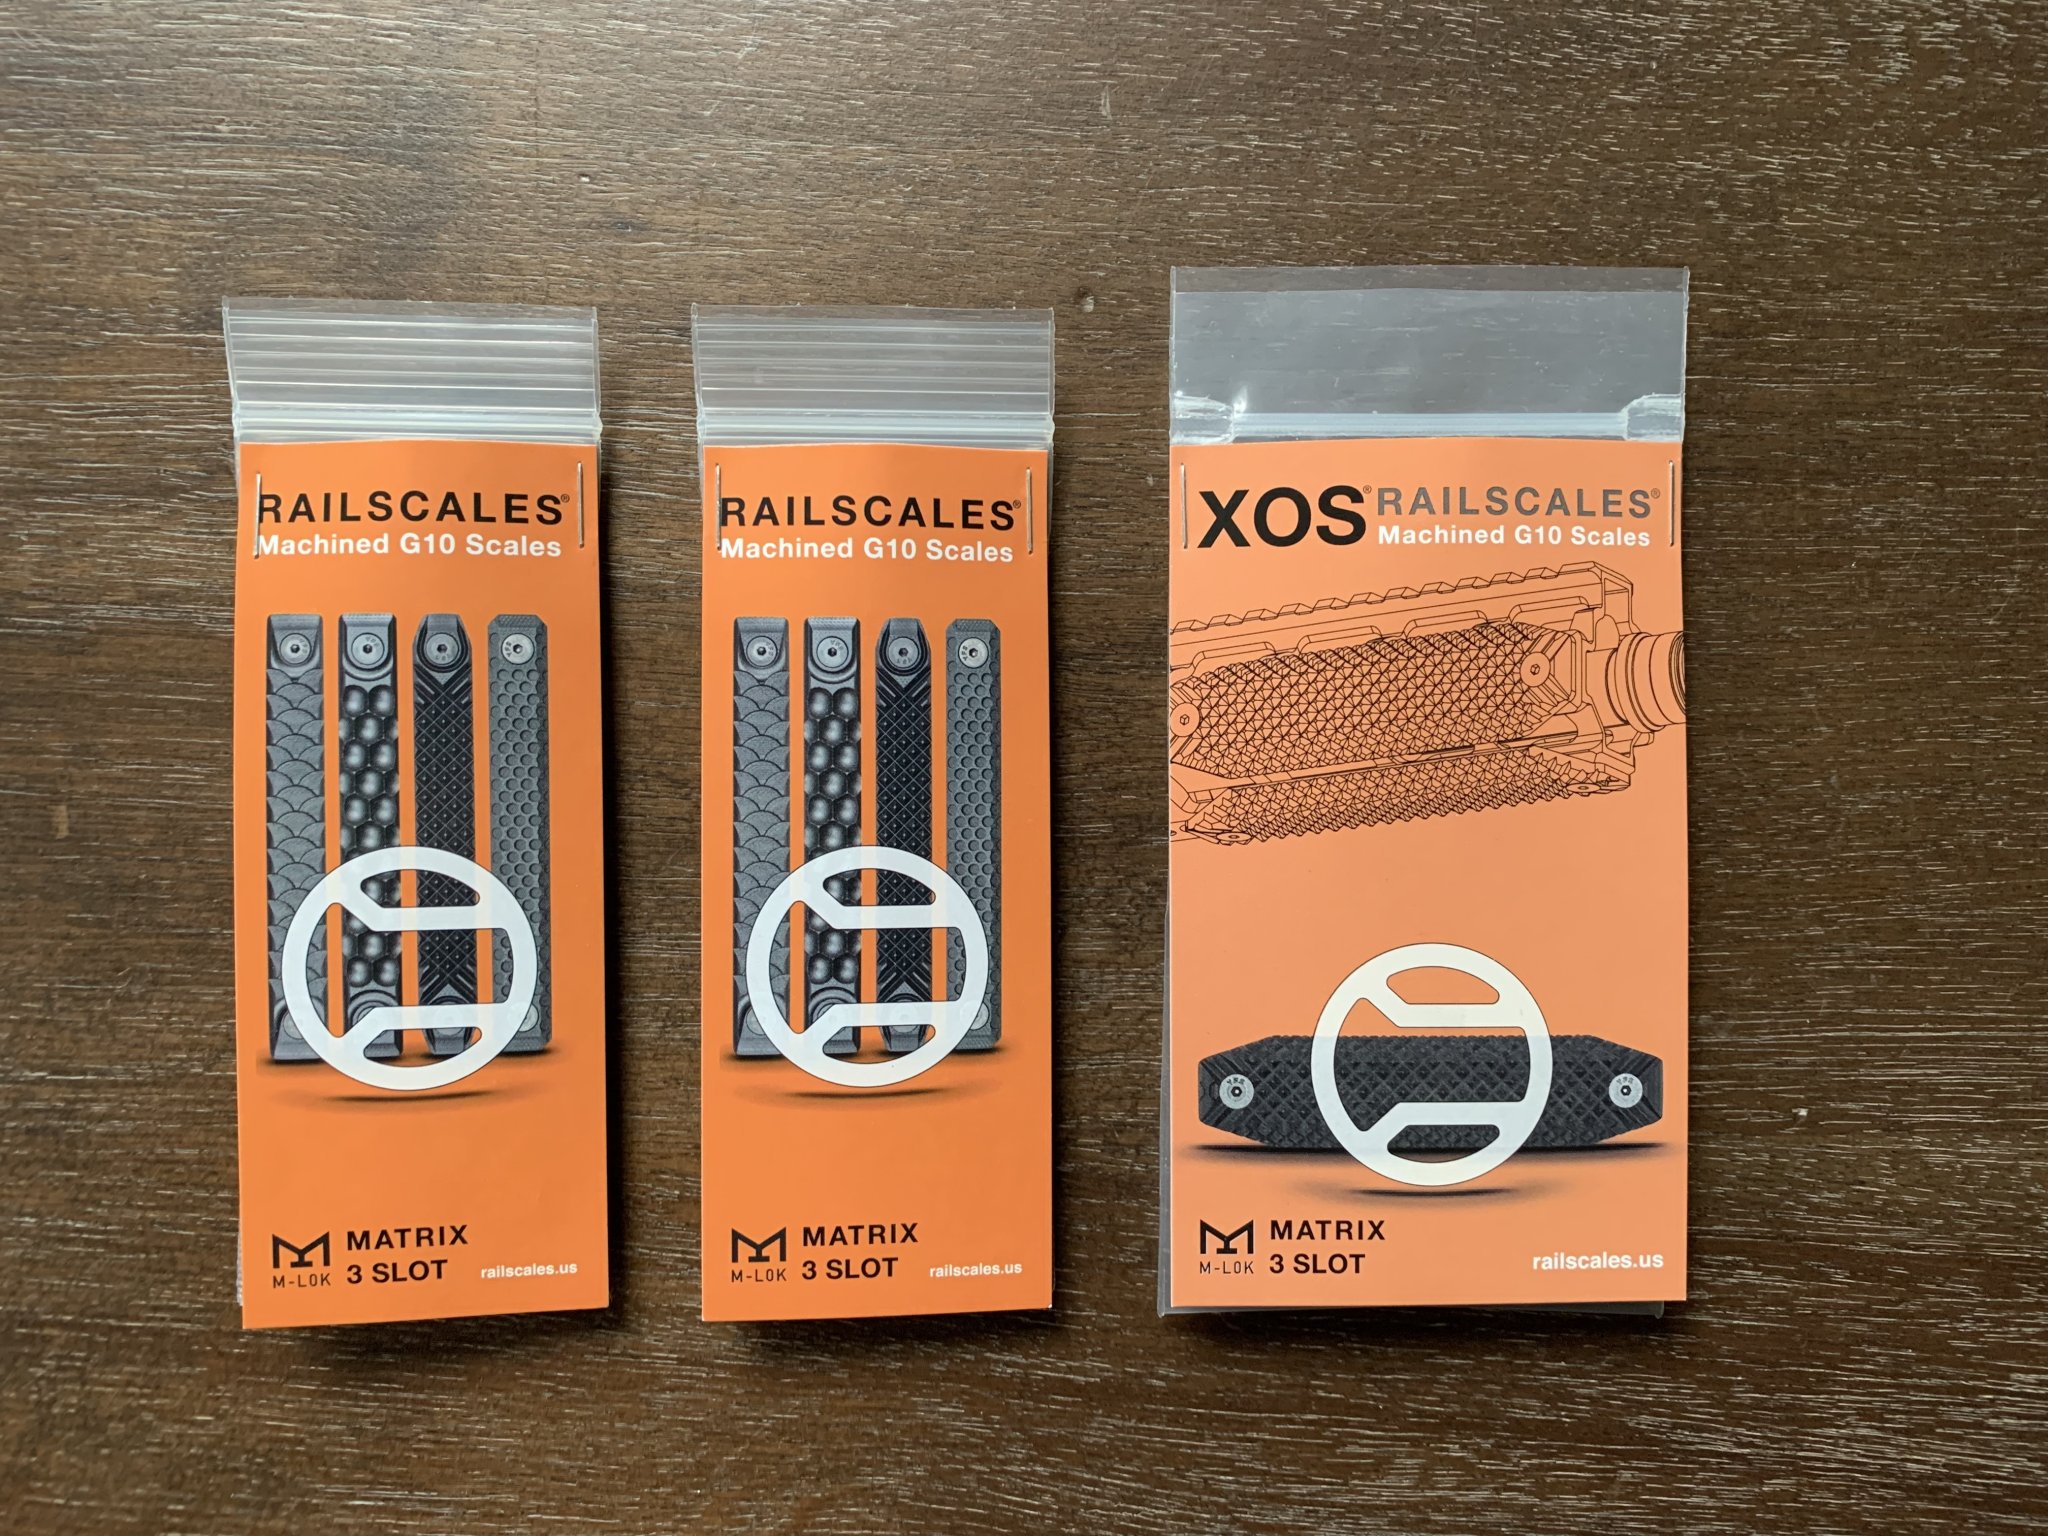 RAILSCALES®
Machined G10 Scales
M-LOK
MATRIX
3 SLOT
railscales.us
RAILSCALES®
Machined G10 Scales
M-LOK
MATRIX
3 SLOT
railscales.us
XOS® RAILSCALES®
Machined G10 Scales
M-LOK
MATRIX
3 SLOT
railscales.us